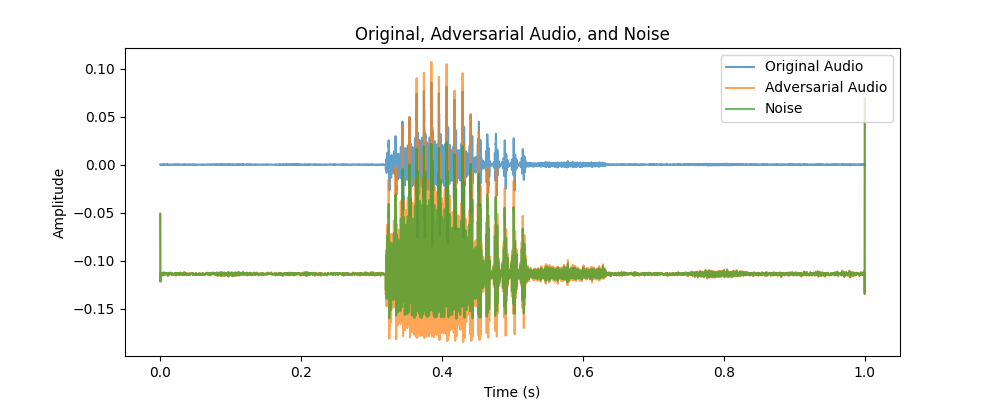 Original, Adversarial Audio, and Noise
Original Audio
Adversarial Audio
Noise
0.10
0.05
0.00
−0.05
−0.10
−0.15
Amplitude
0.0
0.2
0.4
0.6
0.8
1.0
Time (s)